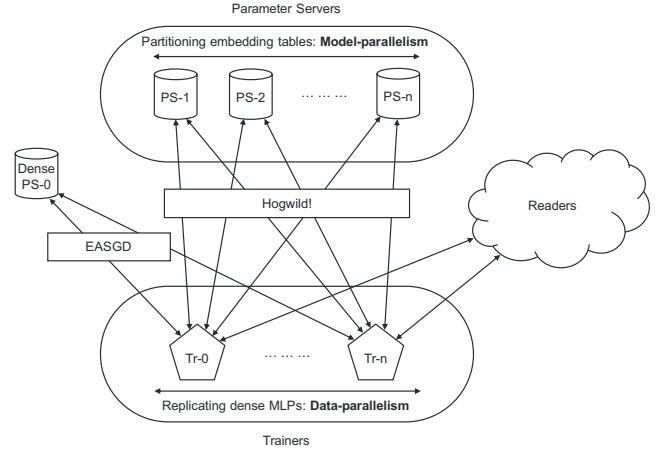 Parameter Servers
Partitioning embedding tables: Model-parallelism
PS-1
PS-2
... ... ...
PS-n
Dense
PS-0
Hogwild!
Readers
EASGD
Tr-0
... ... ...
Tr-n
Replicating dense MLPs: Data-parallelism
Trainers